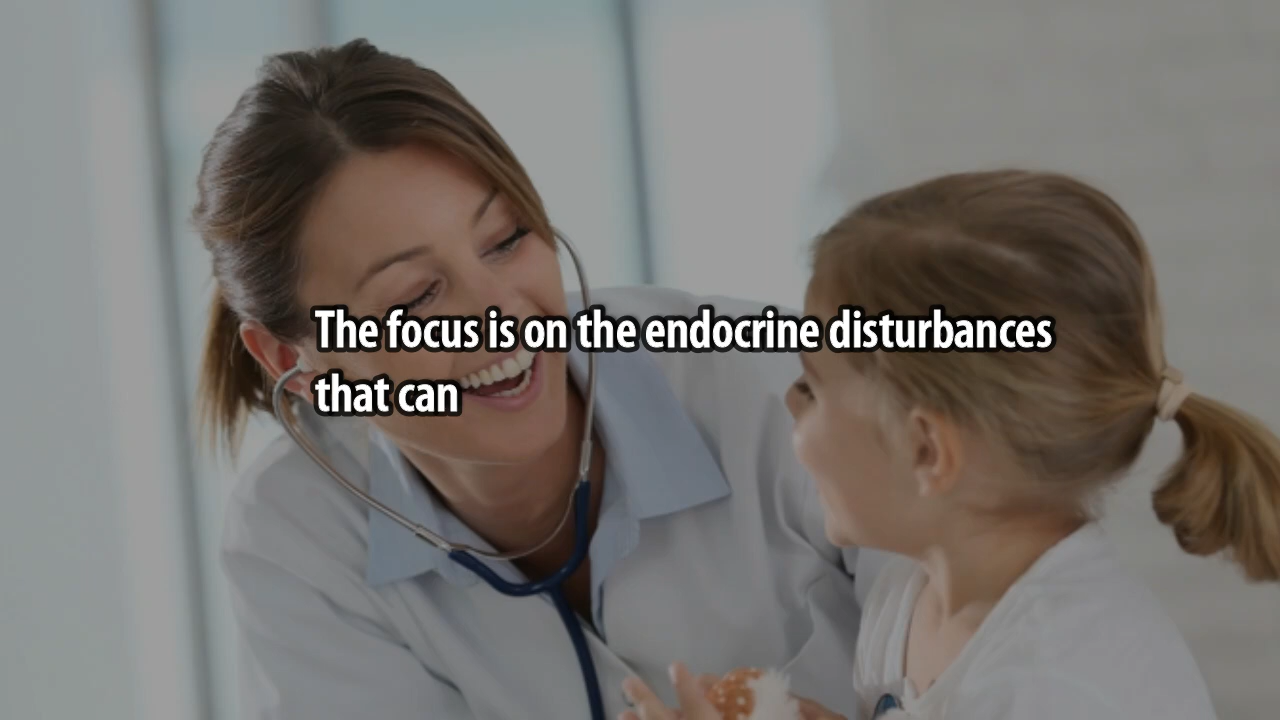 The focus is on the endocrine disturbances
that can